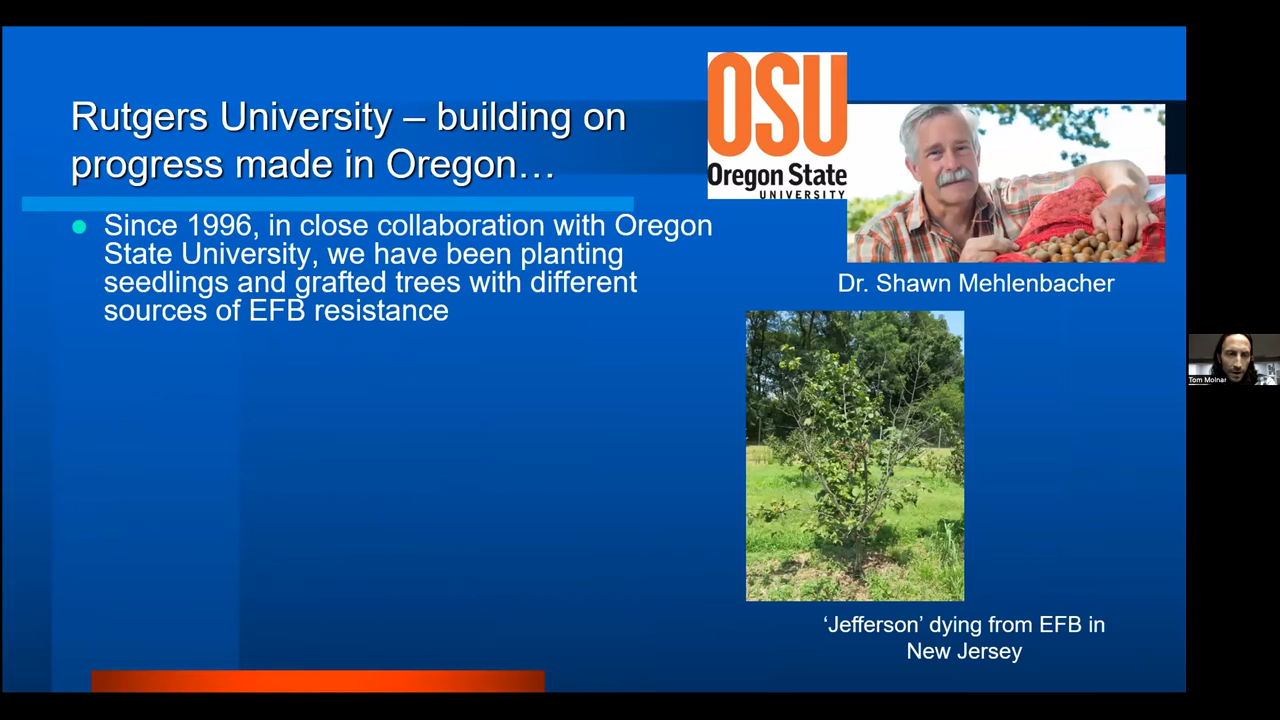 Rutgers University – building on
progress made in Oregon…
Since 1996, in close collaboration with Oregon
State University, we have been planting
seedlings and grafted trees with different
sources of EFB resistance
OSU
Oregon State
UNIVERSITY
Dr. Shawn Mehlenbacher
‘Jefferson’ dying from EFB in
New Jersey
Tom Molnar